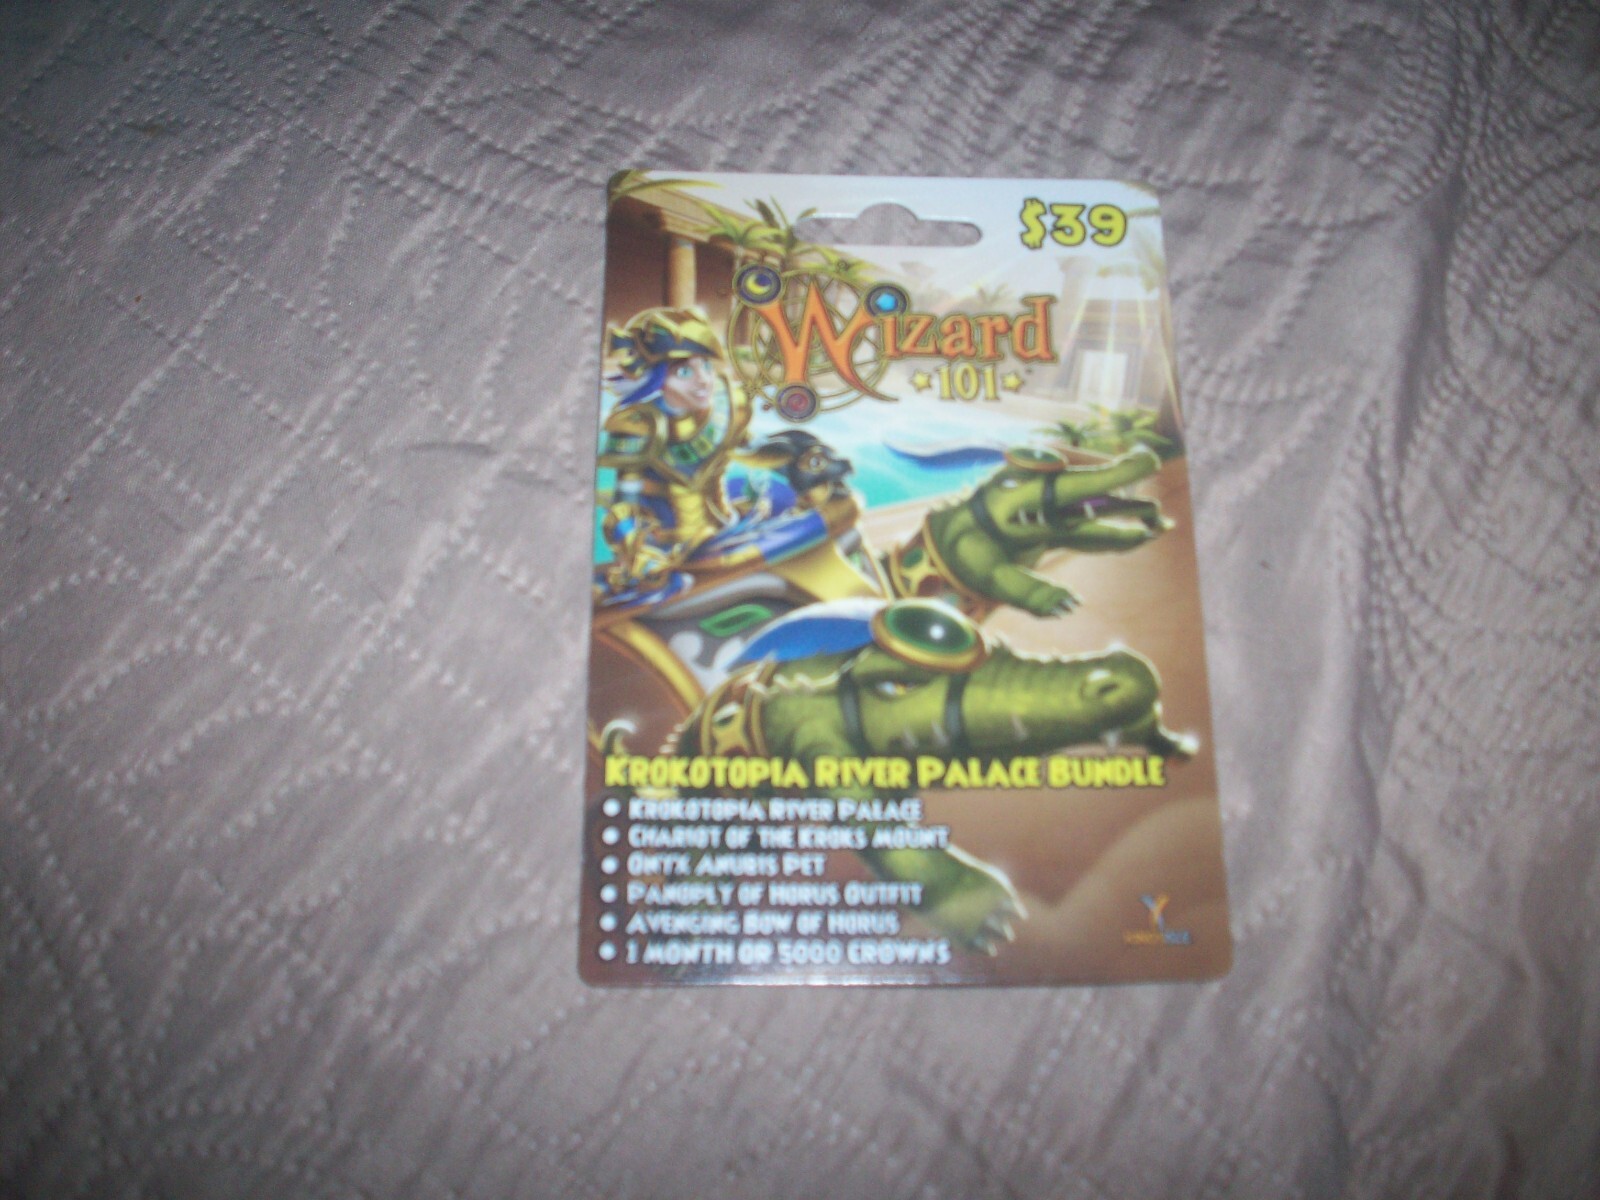 $39
Wizard
101
KROKOTOPIA RIVER PALACE BUNDLE
• KROKOTOPIA RIVER PALACE
• CHARIOT OF THE KROKS MOUNT
• ONYX ANUBIS PET
• PANOPLY OF HORUS OUTFIT
• AVENGING BOW OF HORUS
• 1 MONTH OR 5000 CROWNS